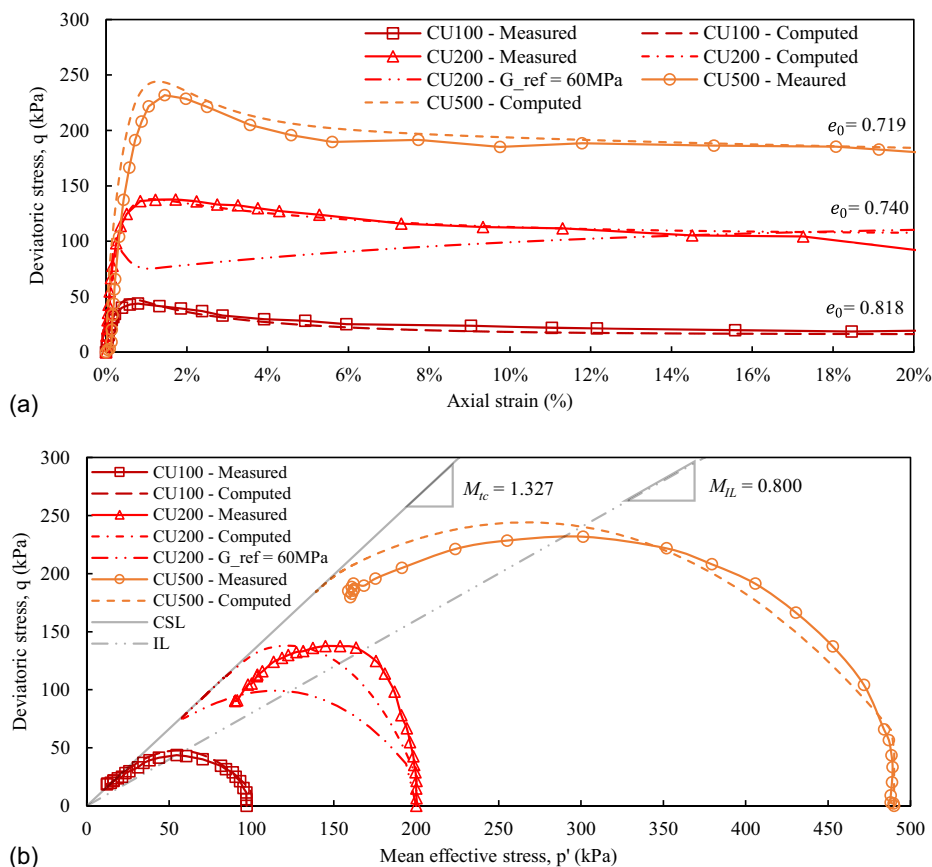 300
250
200
150
100
50
0
Deviatoric stress, q (kPa)
CU100 - Measured
CU100 - Computed
CU200 - Measured
CU200 - Computed
CU200 - G_ref = 60MPa
CU500 - Meaured
CU500 - Computed
e0 = 0.719
e0 = 0.740
e0 = 0.818
0% 2% 4% 6% 8% 10% 12% 14% 16% 18% 20%
Axial strain (%)
(a)
300
250
200
150
100
50
0
Deviatoric stress, q (kPa)
CU100 - Measured
CU100 - Computed
CU200 - Measured
CU200 - Computed
CU200 - G_ref = 60MPa
CU500 - Measured
CU500 - Computed
CSL
IL
Mtc = 1.327
MIL = 0.800
0 50 100 150 200 250 300 350 400 450 500
Mean effective stress, p' (kPa)
(b)